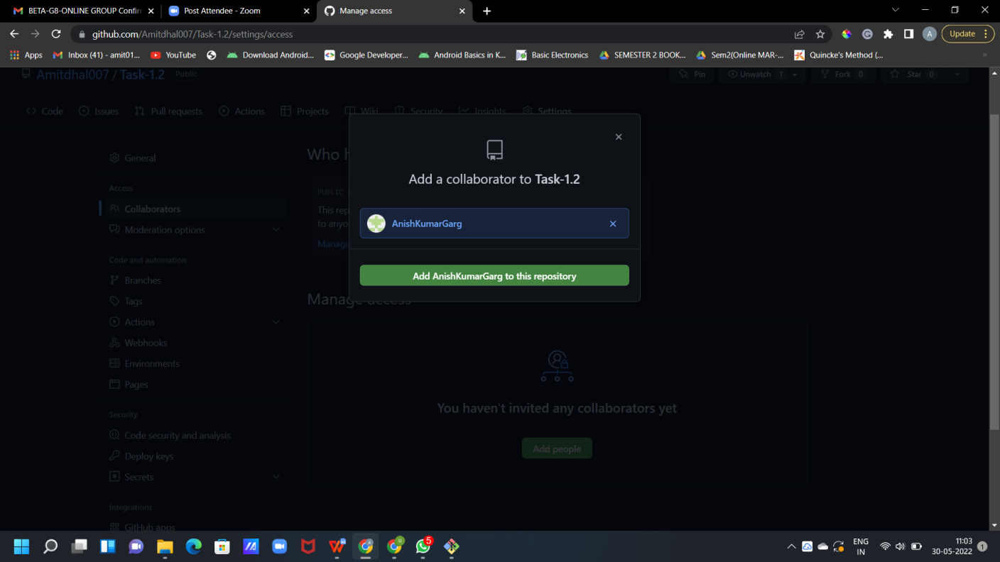 BETA-G8-ONLINE GROUP Confirm
Post Attendee - Zoom
Manage access
github.com/Amitdhal007/Task-1.2/settings/access
A
Update
Apps
Inbox (41) - amit01...
YouTube
Download Android...
Google Developer...
Android Basics in K...
Basic Electronics
SEMESTER 2 BOOK...
Sem2(Online MAR-...
Quincke's Method (...
»
Amitdhal007 / Task-1.2 Public
Pin
Unwatch 1
Fork 0
Star 0
Code
Issues
Pull requests
Actions
Projects
Wiki
Security
Insights
Settings
General
Access
Collaborators
Moderation options
Code and automation
Branches
Tags
Actions
Webhooks
Environments
Pages
Security
Code security and analysis
Deploy keys
Secrets
Integrations
GitHub apps
Who h
PUBLIC
This rep
to anyo
Manage
Add a collaborator to Task-1.2
AnishKumarGarg
Add AnishKumarGarg to this repository
Manage access
You haven't invited any collaborators yet
Add people
5
ENG
IN
11:03
30-05-2022
1